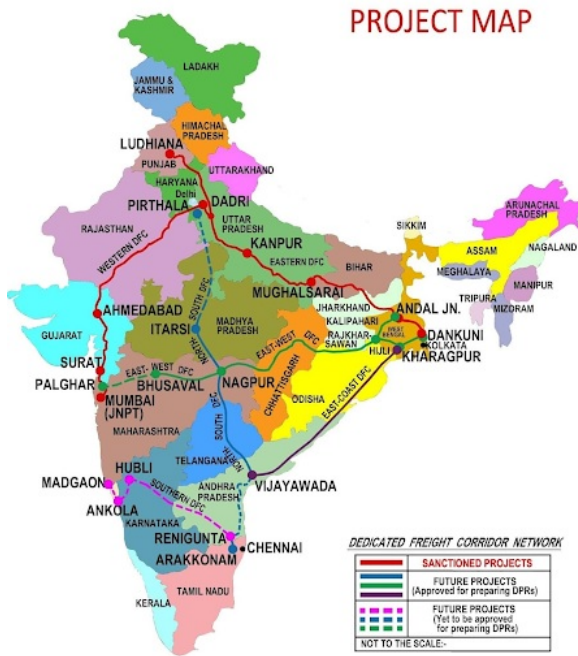 PROJECT MAP
LADAKH
JAMMU &
KASHMIR
HIMACHAL
PRADESH
LUDHIANA
PUNJAB
UTTARAKHAND
HARYANA
Delhi
DADRI
PIRTHALA
UTTAR
PRADESH
RAJASTHAN
WESTERN DFC
KANPUR
EASTERN DFC
BIHAR
SIKKIM
ARUNACHAL
PRADESH
ASSAM
NAGALAND
MEGHALAYA
MANIPUR
TRIPURA
MIZORAM
MUGHALSARAI
NORTH- SOUTH DFC
AHMEDABAD
ITARSI
MADHYA
PRADESH
JHARKHAND
ANDAL JN.
KALIPAHARI
WEST
BENGAL
RAJKHAR-
SAWAN
DANKUNI
KOLKATA
HIJLI
KHARAGPUR
GUJARAT
SURAT
EAST-WEST DFC
PALGHAR
EAST- WEST DFC
BHUSAVAL
NAGPUR
CHHATTISGARH
MUMBAI
(JNPT)
ODISHA
EAST-COAST DFC
MAHARASHTRA
NORTH- SOUTH DFC
TELANGANA
HUBLI
MADGAON
SOUTHERN DFC
ANDHRA
PRADESH
VIJAYAWADA
ANKOLA
KARNATAKA
RENIGUNTA
CHENNAI
ARAKKONAM
KERALA
TAMIL NADU
DEDICATED FREIGHT CORRIDOR NETWORK
SANCTIONED PROJECTS
FUTURE PROJECTS
(Approved for preparing DPRs)
FUTURE PROJECTS
(Yet to be approved
for preparing DPRs)
NOT TO THE SCALE:-